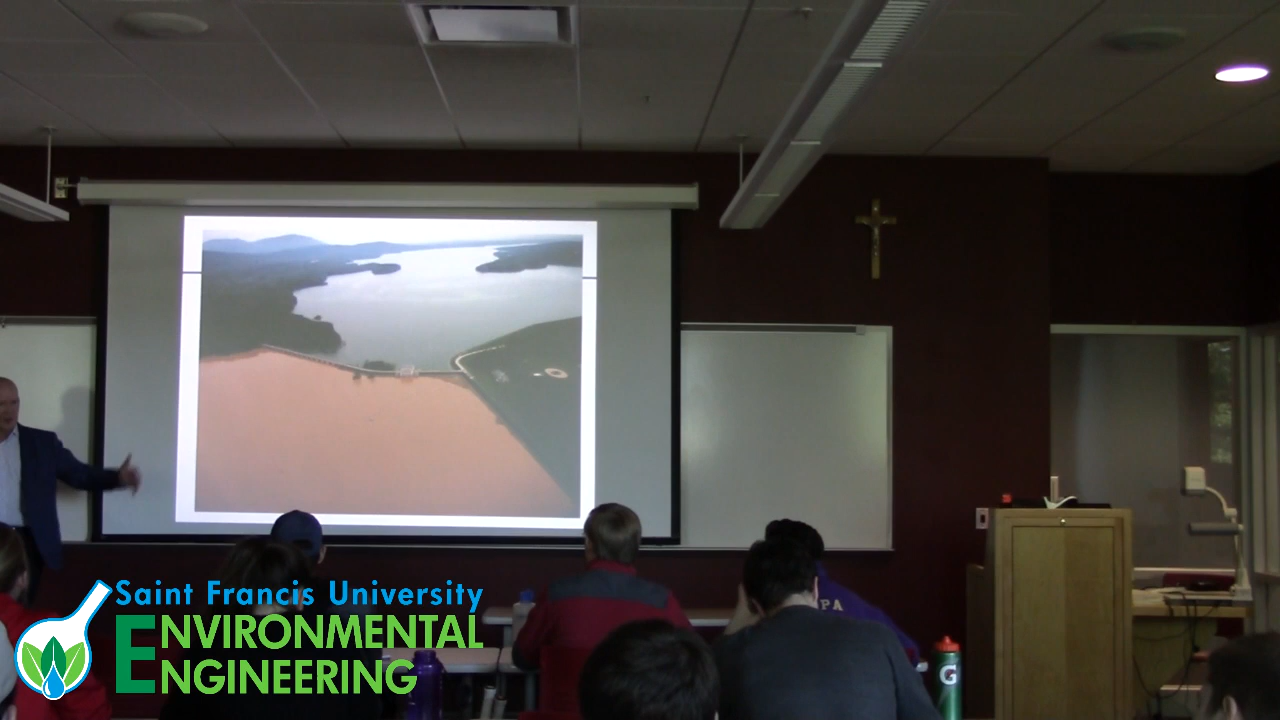 PA
Saint Francis University
ENVIRONMENTAL
ENGINEERING
G